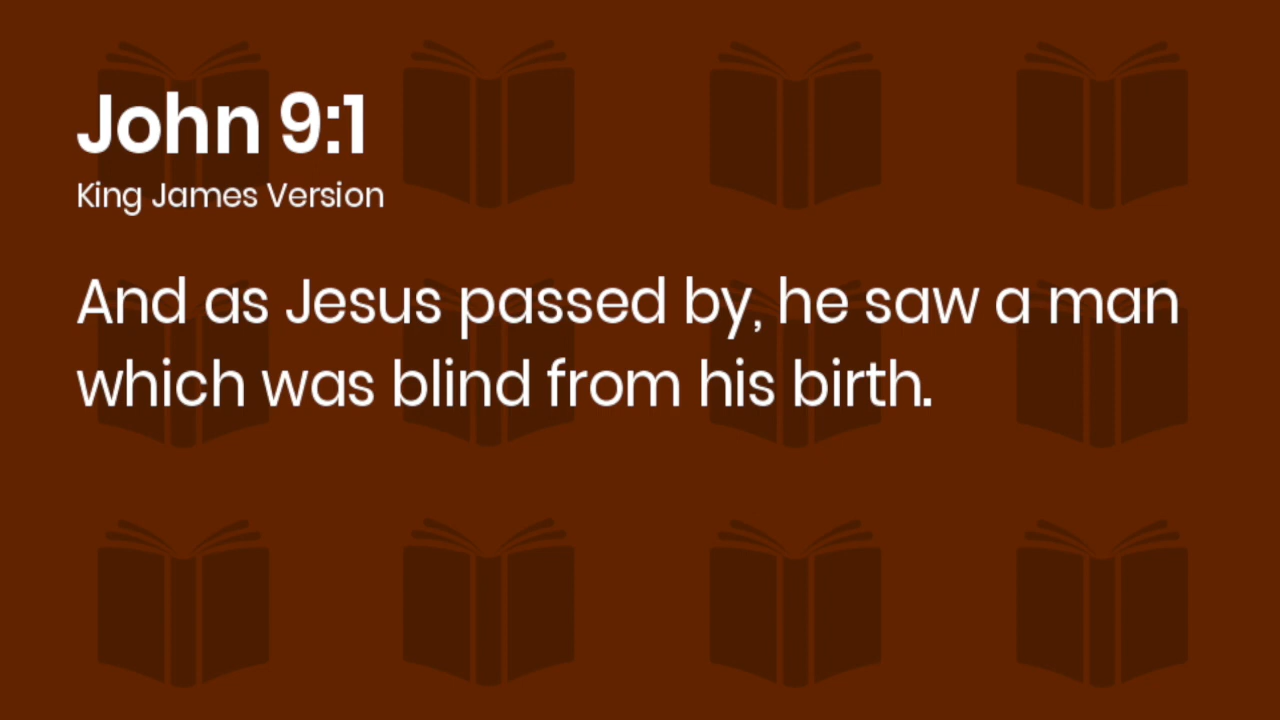 John 9:1
King James Version
And as Jesus passed by, he saw a man
which was blind from his birth.